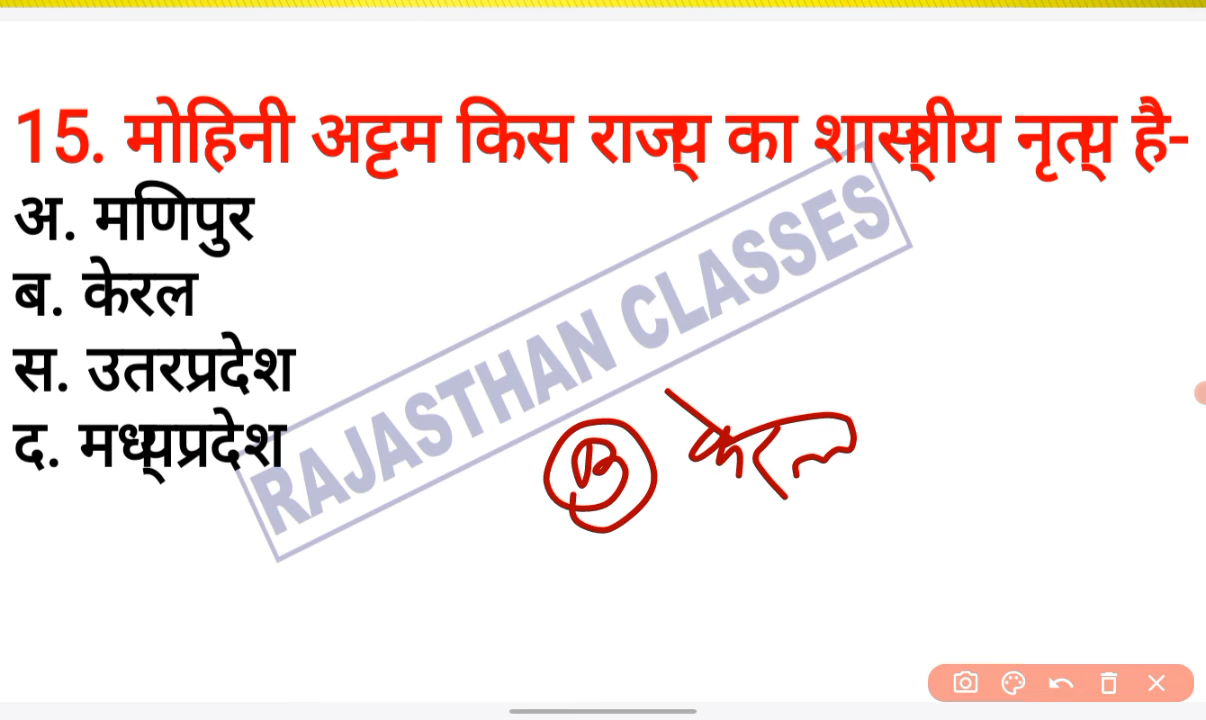 15. मोहिनी अट्टम किस राज्य का शास्त्रीय नृत्य है-
अ. मणिपुर
ब. केरल
स. उतरप्रदेश
द. मध्यप्रदेश
RAJASTHAN CLASSES
B केरल